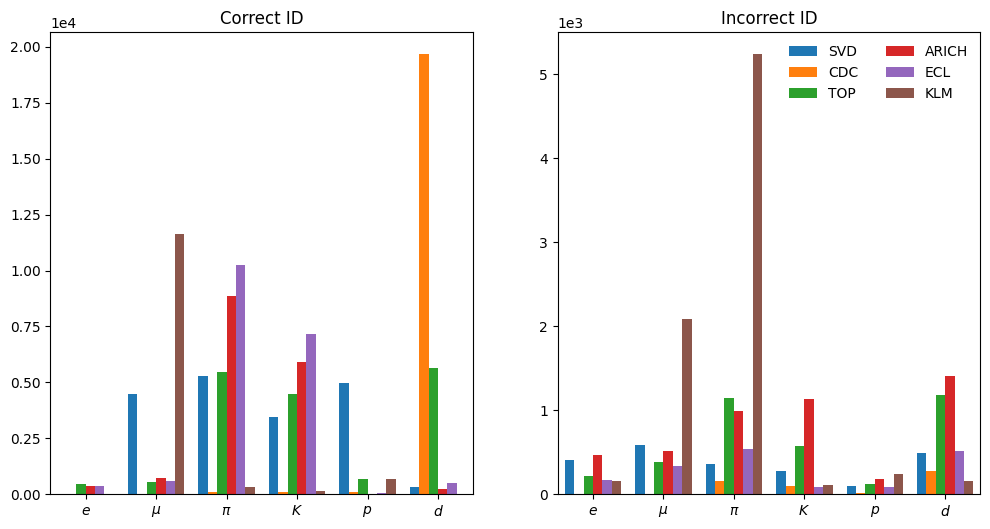 Correct ID
1e4
2.00
1.75
1.50
1.25
1.00
0.75
0.50
0.25
0.00
e μ π K p d
Incorrect ID
1e3
5
4
3
2
1
0
e μ π K p d
SVD ARICH
CDC ECL
TOP KLM